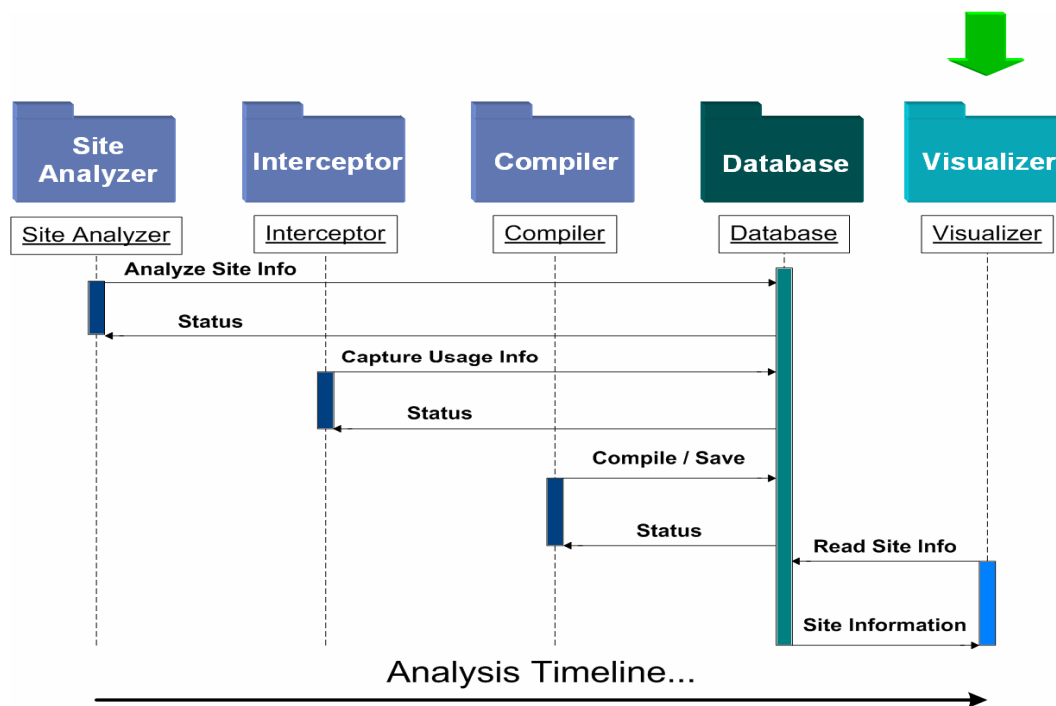 Site
Analyzer
Interceptor
Compiler
Database
Visualizer
Site Analyzer
Interceptor
Compiler
Database
Visualizer
Analyze Site Info
Status
Capture Usage Info
Status
Compile / Save
Status
Read Site Info
Site Information
Analysis Timeline...